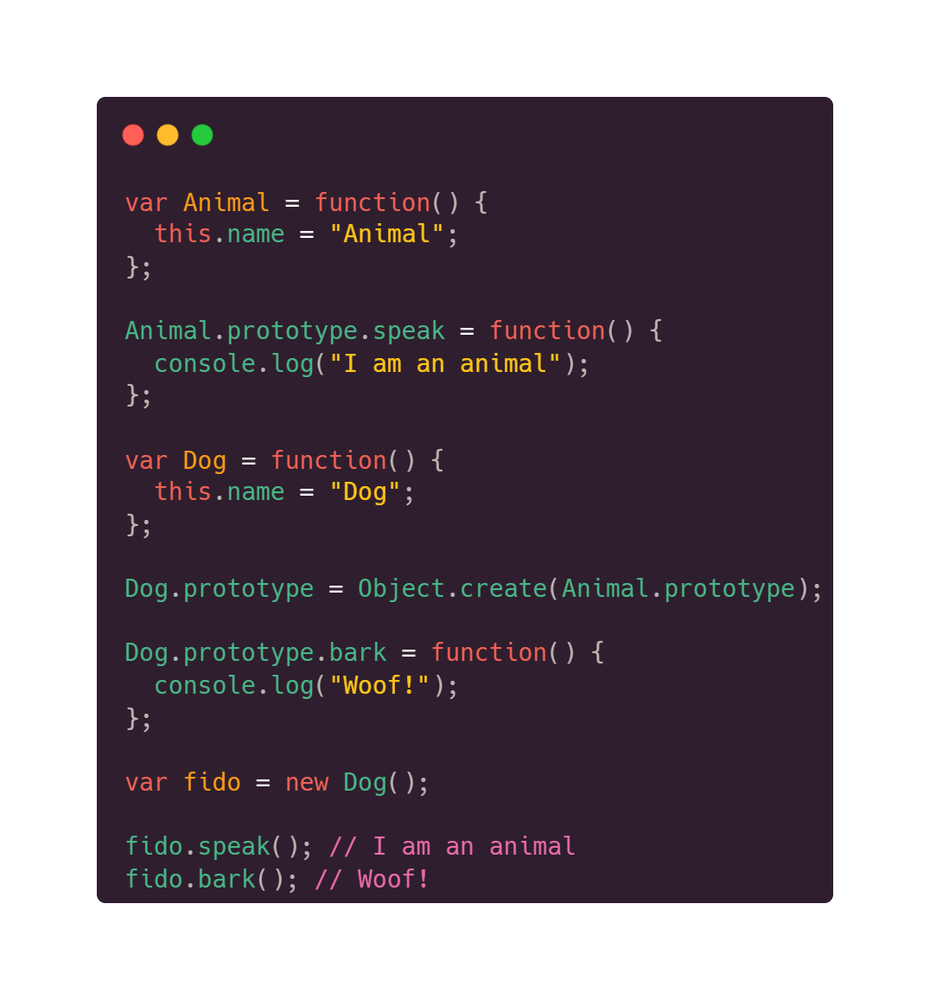 var Animal = function() {
  this.name = "Animal";
};

Animal.prototype.speak = function() {
  console.log("I am an animal");
};

var Dog = function() {
  this.name = "Dog";
};

Dog.prototype = Object.create(Animal.prototype);

Dog.prototype.bark = function() {
  console.log("Woof!");
};

var fido = new Dog();

fido.speak(); // I am an animal
fido.bark(); // Woof!